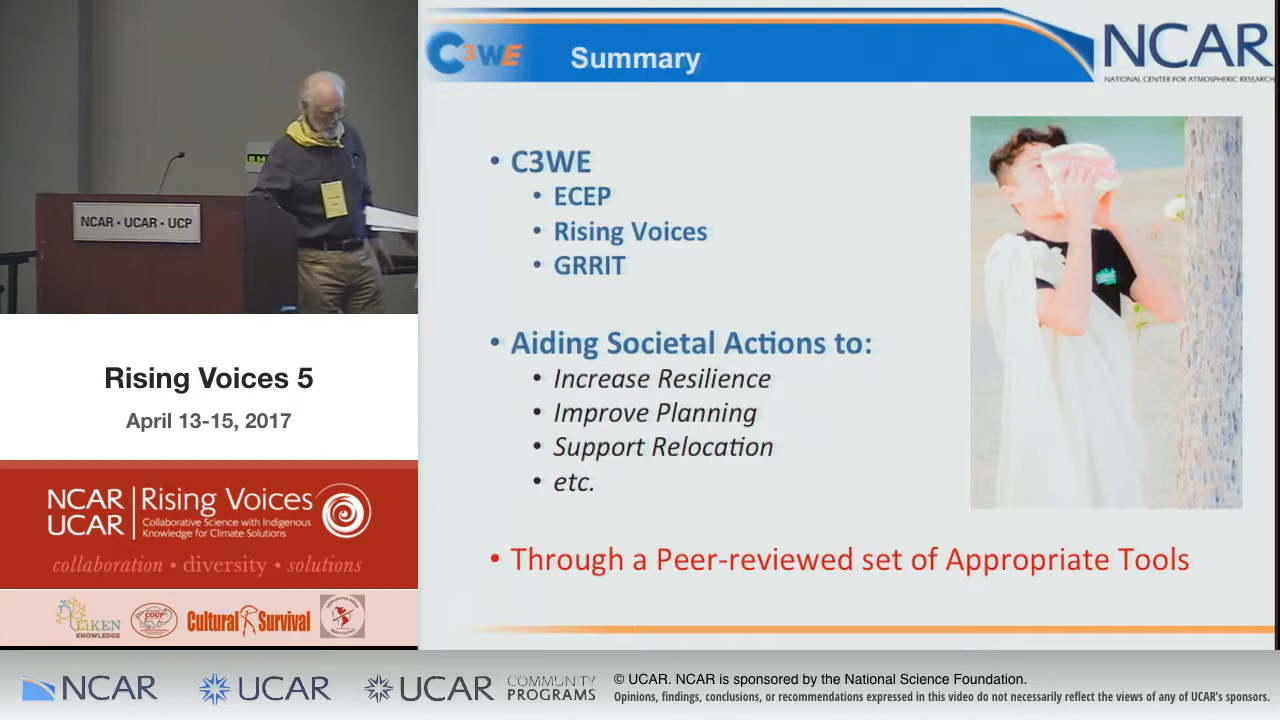 NCAR • UCAR • UCP
Rising Voices 5
April 13-15, 2017
NCAR
UCAR
Rising Voices
Collaborative Science with Indigenous
Knowledge for Climate Solutions
collaboration • diversity • solutions
LiKEN
KNOWLEDGE
COUP
Cultural Survival
C3WE
Summary
NCAR
NATIONAL CENTER FOR ATMOSPHERIC RESEARCH
• C3WE
• ECEP
• Rising Voices
• GRRIT
• Aiding Societal Actions to:
• Increase Resilience
• Improve Planning
• Support Relocation
• etc.
• Through a Peer-reviewed set of Appropriate Tools
NCAR
UCAR
UCAR
COMMUNITY
PROGRAMS
© UCAR. NCAR is sponsored by the National Science Foundation.
Opinions, findings, conclusions, or recommendations expressed in this video do not necessarily reflect the views of any of UCAR's sponsors.